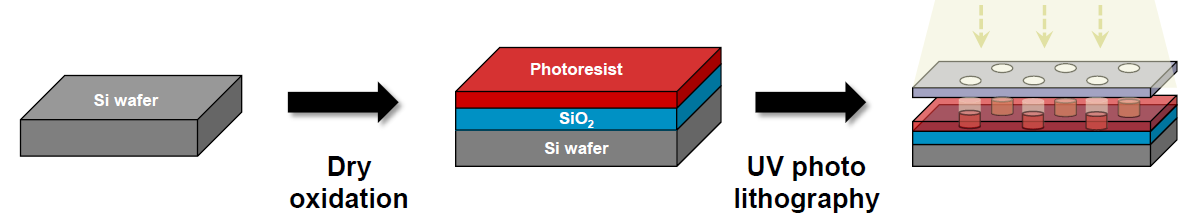 Si wafer
Dry
oxidation
Photoresist
SiO₂
Si wafer
UV photo
lithography